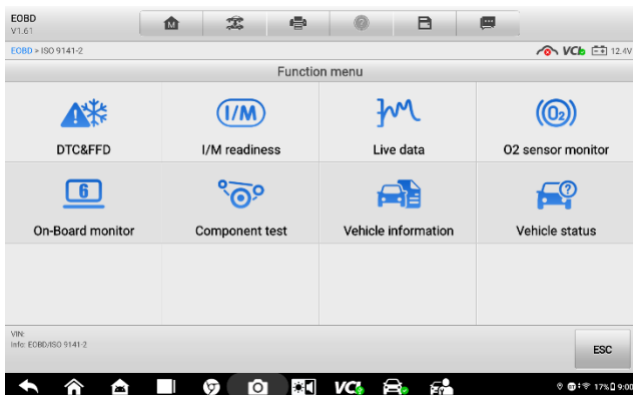 EOBD
V1.61
M
?
EOBD > ISO 9141-2
VCI
12.4V
Function menu
I/M
O2
DTC&FFD
I/M readiness
Live data
O2 sensor monitor
6
?
On-Board monitor
Component test
Vehicle information
Vehicle status
VIN:
Info: EOBD/ISO 9141-2
ESC
VCI
17%
9:00